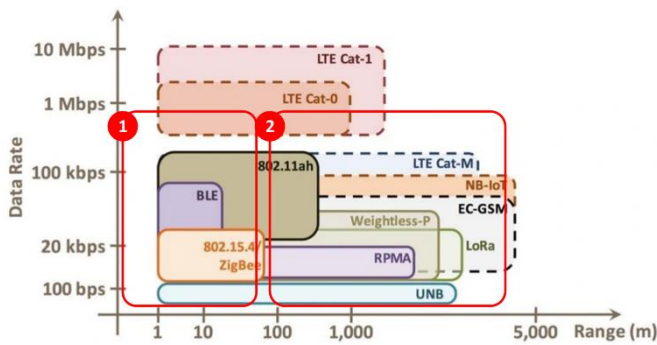 10 Mbps
1 Mbps
100 kbps
20 kbps
100 bps
Data Rate
LTE Cat-1
LTE Cat-0
1
2
802.11ah
LTE Cat-M
NB-IoT
BLE
EC-GSM
Weightless-P
802.15.4/
ZigBee
LoRa
RPMA
UNB
1 10 100 1,000 5,000 Range (m)